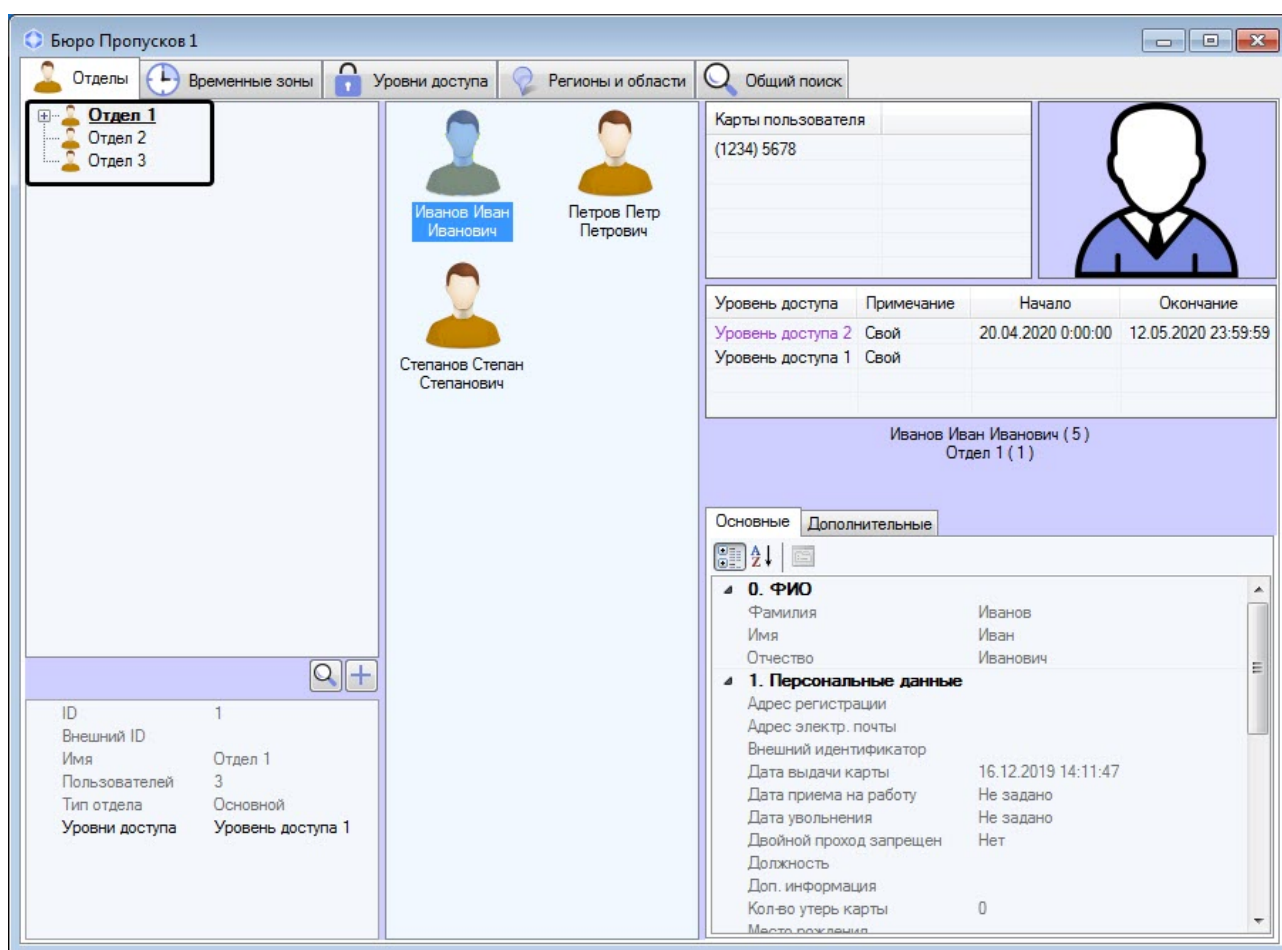 Бюро Пропусков 1
Отделы Временные зоны Уровни доступа Регионы и области Общий поиск
Отдел 1
Отдел 2
Отдел 3
Иванов Иван
Иванович
Петров Петр
Петрович
Степанов Степан
Степанович
ID 1
Внешний ID
Имя Отдел 1
Пользователей 3
Тип отдела Основной
Уровни доступа Уровень доступа 1
Карты пользователя
(1234) 5678
Уровень доступа Примечание Начало Окончание
Уровень доступа 2 Свой 20.04.2020 0:00:00 12.05.2020 23:59:59
Уровень доступа 1 Свой
Иванов Иван Иванович ( 5 )
Отдел 1 ( 1 )
Основные Дополнительные
0. ФИО
Фамилия Иванов
Имя Иван
Отчество Иванович
1. Персональные данные
Адрес регистрации
Адрес электр. почты
Внешний идентификатор
Дата выдачи карты 16.12.2019 14:11:47
Дата приема на работу Не задано
Дата увольнения Не задано
Двойной проход запрещен Нет
Должность
Доп. информация
Кол-во утерь карты 0
Место рождения